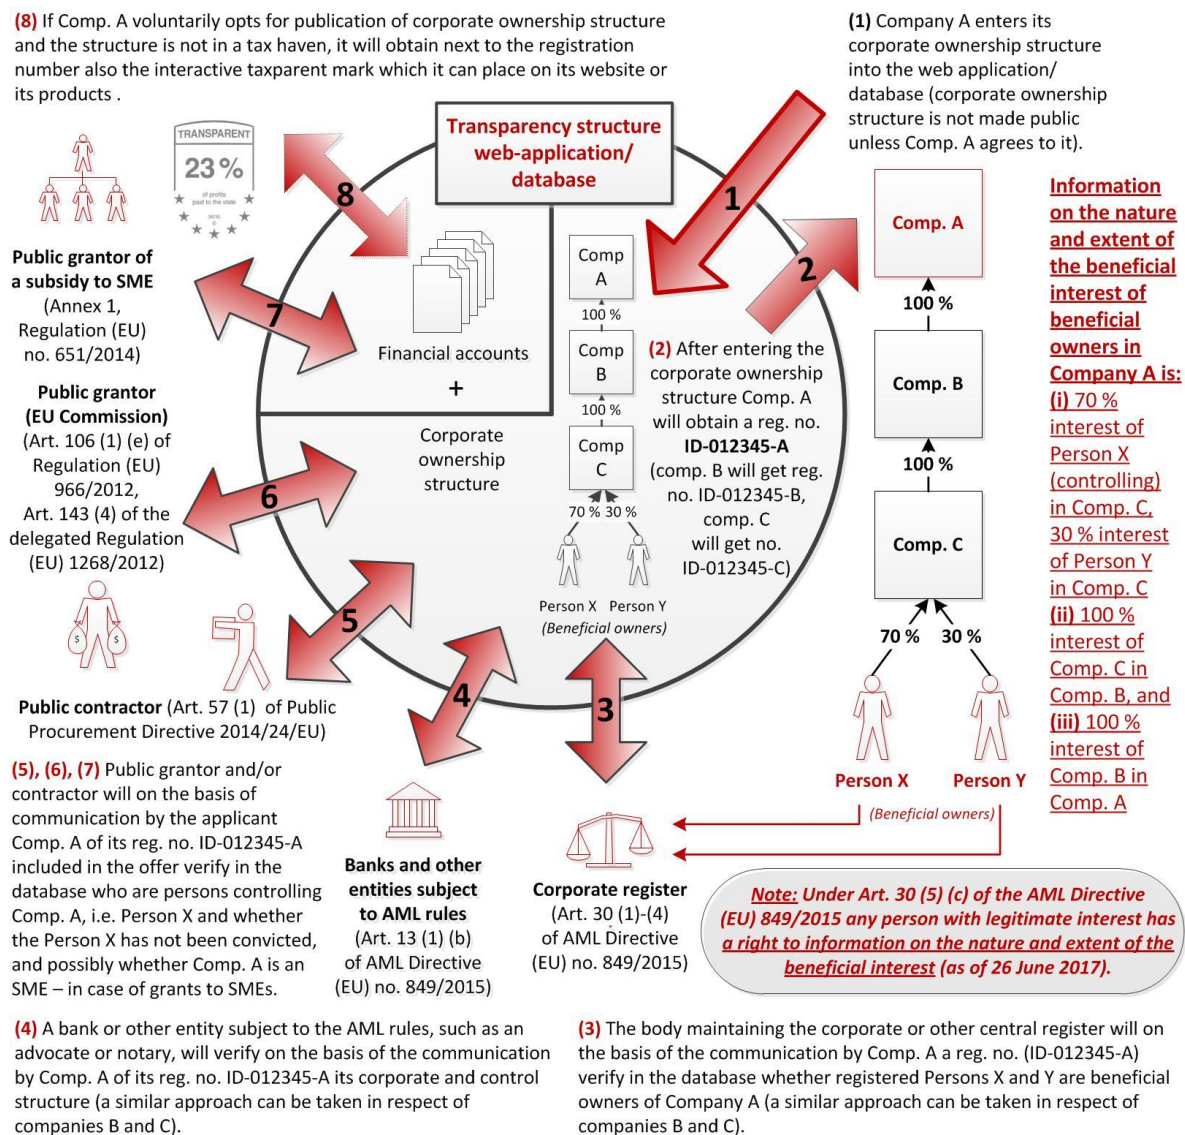 (8) If Comp. A voluntarily opts for publication of corporate ownership structure
and the structure is not in a tax haven, it will obtain next to the registration
number also the interactive taxparent mark which it can place on its website or
its products .
(1) Company A enters its
corporate ownership structure
into the web application/
database (corporate ownership
structure is not made public
unless Comp. A agrees to it).
Transparency structure
web-application/
database
TRANSPARENT
23%
of profits
paid to the state
8
1
2
7
6
5
4
3
Public grantor of
a subsidy to SME
(Annex 1,
Regulation (EU)
no. 651/2014)
Public grantor
(EU Commission)
(Art. 106 (1) (e) of
Regulation (EU)
966/2012,
Art. 143 (4) of the
delegated Regulation
(EU) 1268/2012)
$ $
Public contractor (Art. 57 (1) of Public
Procurement Directive 2014/24/EU)
Financial accounts
+
Corporate
ownership
structure
Comp
A
100 %
Comp
B
100 %
Comp
C
70 % 30 %
Person X Person Y
(Beneficial owners)
(2) After entering the
corporate ownership
structure Comp. A
will obtain a reg. no.
ID-012345-A
(comp. B will get reg.
no. ID-012345-B,
comp. C
will get no.
ID-012345-C)
Comp. A
100 %
Comp. B
100 %
Comp. C
70 % 30 %
Person X Person Y
(Beneficial owners)
Information
on the nature
and extent of
the beneficial
interest of
beneficial
owners in
Company A is:
(i) 70 %
interest of
Person X
(controlling)
in Comp. C,
30 % interest
of Person Y
in Comp. C
(ii) 100 %
interest of
Comp. C in
Comp. B, and
(iii) 100 %
interest of
Comp. B in
Comp. A
(5), (6), (7) Public grantor and/or
contractor will on the basis of
communication by the applicant
Comp. A of its reg. no. ID-012345-A
included in the offer verify in the
database who are persons controlling
Comp. A, i.e. Person X and whether
the Person X has not been convicted,
and possibly whether Comp. A is an
SME – in case of grants to SMEs.
Banks and other
entities subject
to AML rules
(Art. 13 (1) (b)
of AML Directive
(EU) no. 849/2015)
Corporate register
(Art. 30 (1)-(4)
of AML Directive
(EU) no. 849/2015)
Note: Under Art. 30 (5) (c) of the AML Directive
(EU) 849/2015 any person with legitimate interest has
a right to information on the nature and extent of the
beneficial interest (as of 26 June 2017).
(4) A bank or other entity subject to the AML rules, such as an
advocate or notary, will verify on the basis of the communication
by Comp. A of its reg. no. ID-012345-A its corporate and control
structure (a similar approach can be taken in respect of
companies B and C).
(3) The body maintaining the corporate or other central register will on
the basis of the communication by Comp. A a reg. no. (ID-012345-A)
verify in the database whether registered Persons X and Y are beneficial
owners of Company A (a similar approach can be taken in respect of
companies B and C).